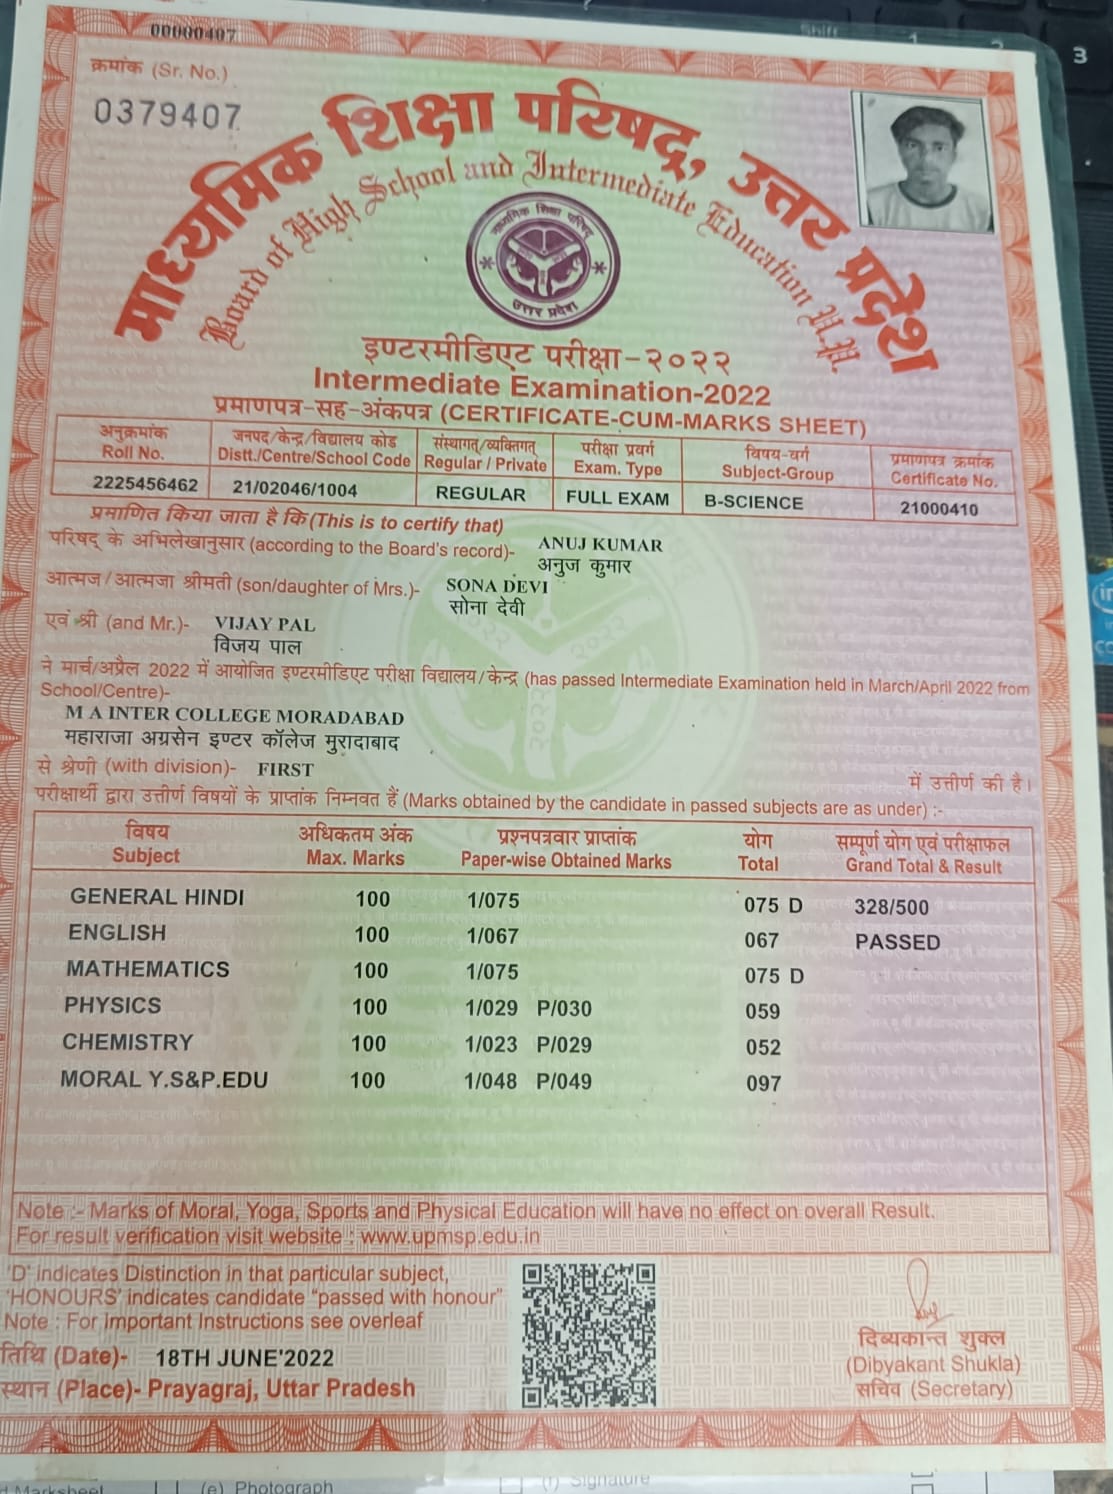 00000407
Shift
1
2
3
क्रमांक (Sr. No.)
0379407
माध्यमिक शिक्षा परिषद्, उत्तर प्रदेश
Board of High School and Intermediate Education U.P.
माध्यमिक शिक्षा परिषद्
उत्तर प्रदेश
इण्टरमीडिएट परीक्षा-२०२२
Intermediate Examination-2022
प्रमाणपत्र-सह-अंकपत्र (CERTIFICATE-CUM-MARKS SHEET)
अनुक्रमांक जनपद/केन्द्र/विद्यालय कोड संस्थागत्/व्यक्तिगत् परीक्षा प्रवर्ग विषय-वर्ग प्रमाणपत्र क्रमांक
Roll No. Distt./Centre/School Code Regular / Private Exam. Type Subject-Group Certificate No.
2225456462 21/02046/1004 REGULAR FULL EXAM B-SCIENCE 21000410
प्रमाणित किया जाता है कि (This is to certify that)
परिषद् के अभिलेखानुसार (according to the Board's record)- ANUJ KUMAR
अनुज कुमार
आत्मज/आत्मजा श्रीमती (son/daughter of Mrs.)- SONA DEVI
सोना देवी
एवं श्री (and Mr.)- VIJAY PAL
विजय पाल
ने मार्च/अप्रैल 2022 में आयोजित इण्टरमीडिएट परीक्षा विद्यालय/केन्द्र (has passed Intermediate Examination held in March/April 2022 from
School/Centre)-
M A INTER COLLEGE MORADABAD
महाराजा अग्रसेन इण्टर कॉलेज मुरादाबाद
से श्रेणी (with division)- FIRST में उत्तीर्ण की है।
परीक्षार्थी द्वारा उत्तीर्ण विषयों के प्राप्तांक निम्नवत हैं (Marks obtained by the candidate in passed subjects are as under) :-
विषय अधिकतम अंक प्रश्नपत्रवार प्राप्तांक योग सम्पूर्ण योग एवं परीक्षाफल
Subject Max. Marks Paper-wise Obtained Marks Total Grand Total & Result
GENERAL HINDI 100 1/075 075 D 328/500
ENGLISH 100 1/067 067 PASSED
MATHEMATICS 100 1/075 075 D
PHYSICS 100 1/029 P/030 059
CHEMISTRY 100 1/023 P/029 052
MORAL Y.S&P.EDU 100 1/048 P/049 097
Note :- Marks of Moral, Yoga, Sports and Physical Education will have no effect on overall Result.
For result verification visit website : www.upmsp.edu.in
'D' indicates Distinction in that particular subject,
'HONOURS' indicates candidate "passed with honour"
Note : For Important Instructions see overleaf
तिथि (Date)- 18TH JUNE'2022
स्थान (Place)- Prayagraj, Uttar Pradesh
दिब्यकान्त शुक्ल
(Dibyakant Shukla)
सचिव (Secretary)
Marksheet (e) Photograph (f) Signature